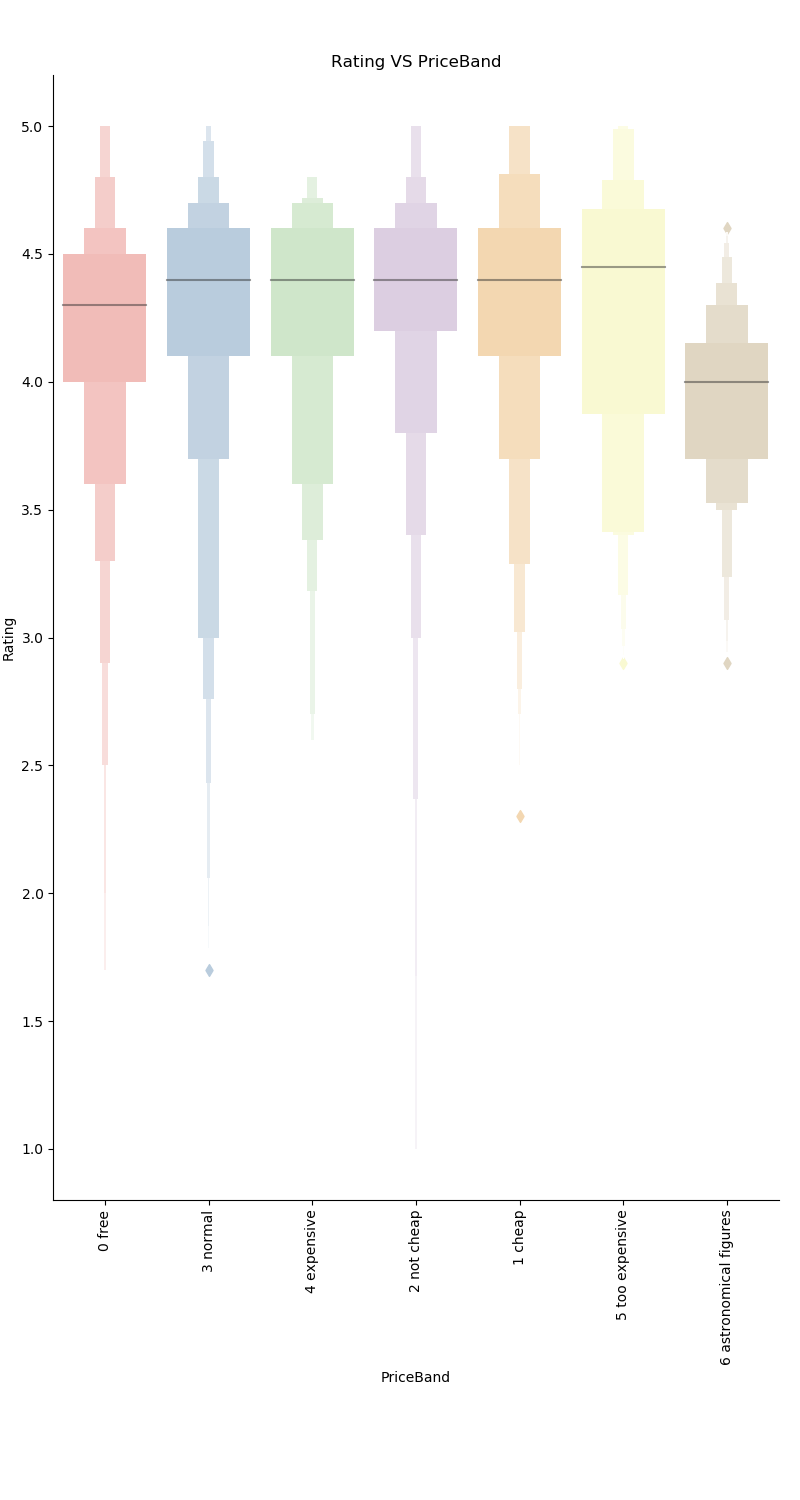 Rating VS PriceBand
5.0
4.5
4.0
3.5
3.0
2.5
2.0
1.5
1.0
Rating
0 free
3 normal
4 expensive
2 not cheap
1 cheap
5 too expensive
6 astronomical figures
PriceBand